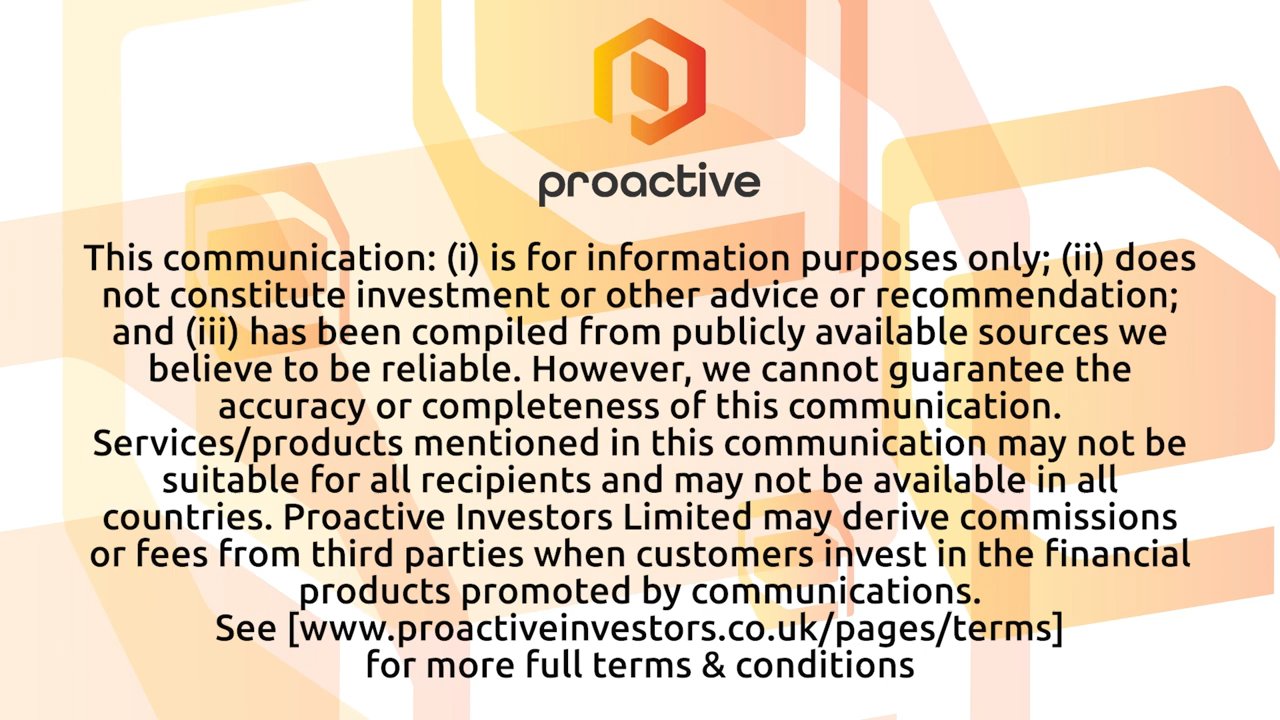 proactive
This communication: (i) is for information purposes only; (ii) does
not constitute investment or other advice or recommendation;
and (iii) has been compiled from publicly available sources we
believe to be reliable. However, we cannot guarantee the
accuracy or completeness of this communication.
Services/products mentioned in this communication may not be
suitable for all recipients and may not be available in all
countries. Proactive Investors Limited may derive commissions
or fees from third parties when customers invest in the financial
products promoted by communications.
See [www.proactiveinvestors.co.uk/pages/terms]
for more full terms & conditions